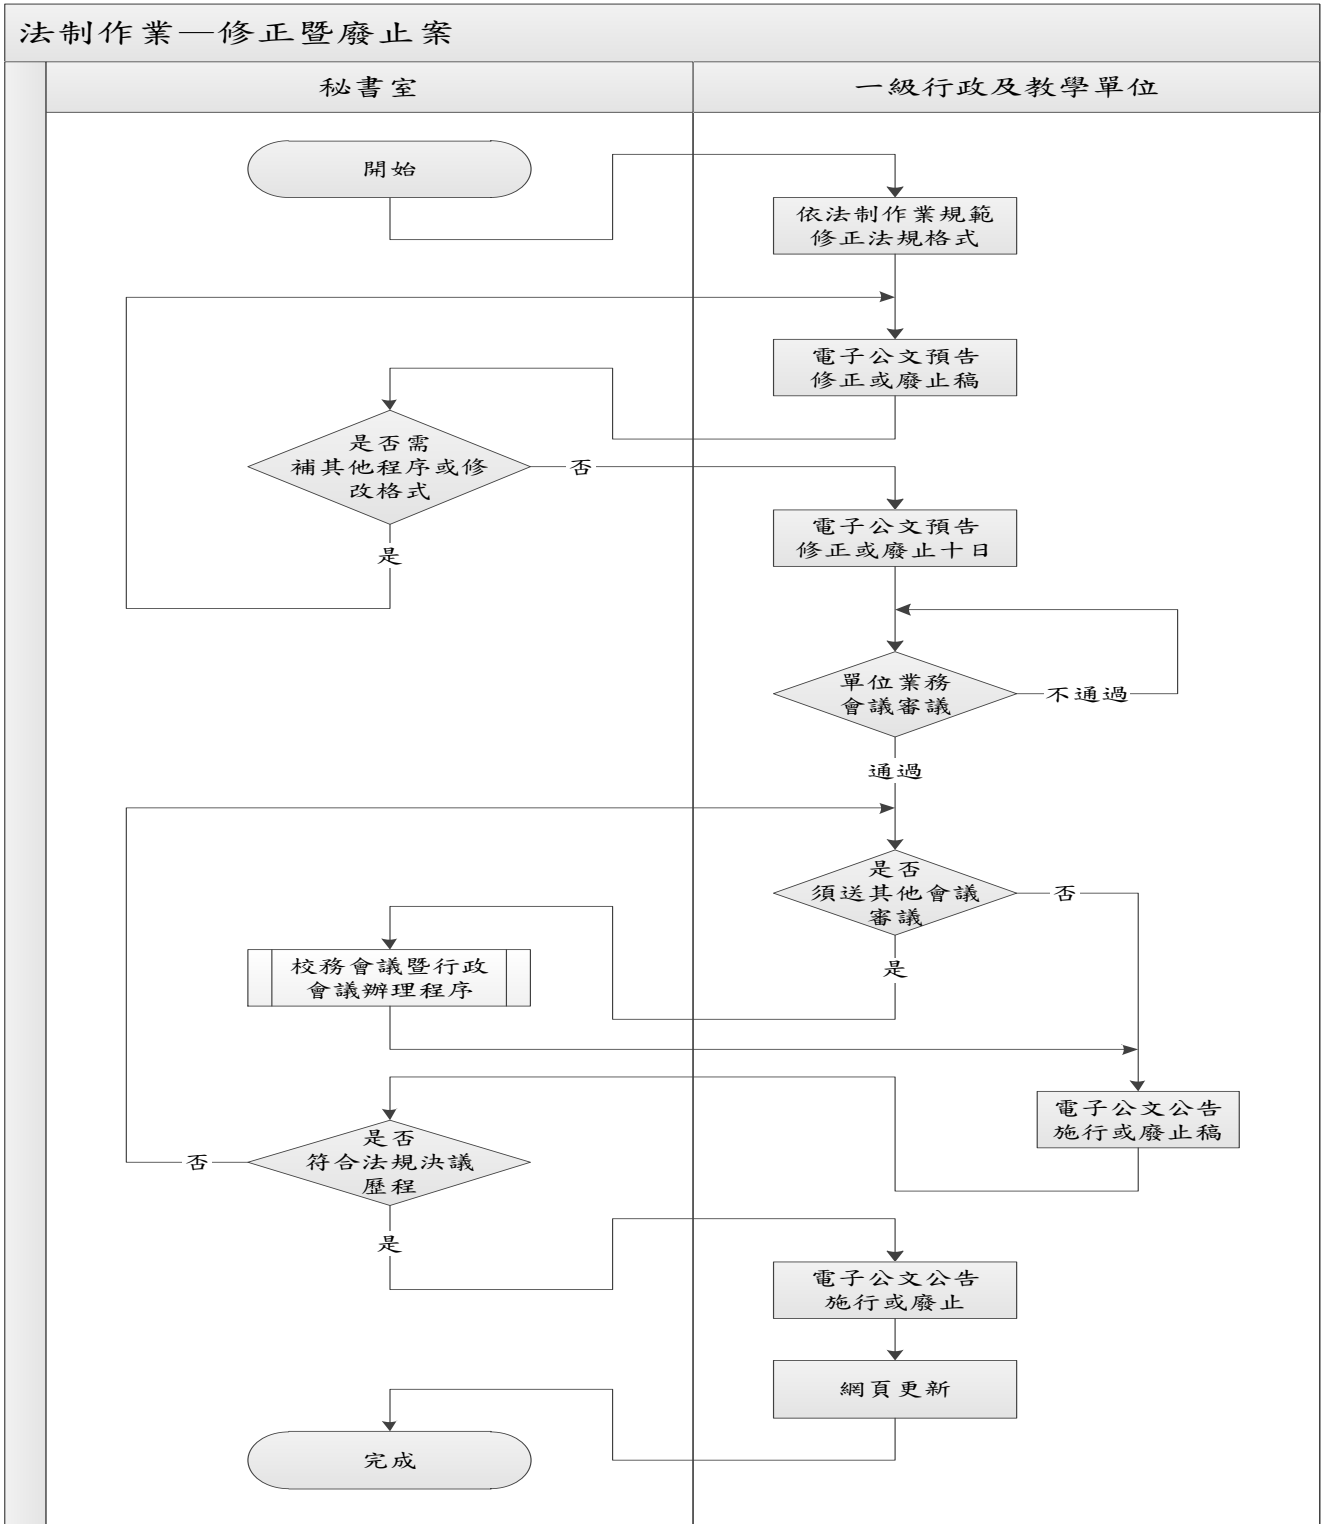 法制作業—修正暨廢止案
秘書室
一級行政及教學單位
開始
依法制作業規範
修正法規格式
電子公文預告
修正或廢止稿
是否需
補其他程序或修
改格式
否
是
電子公文預告
修正或廢止十日
單位業務
會議審議
不通過
通過
是否
須送其他會議
審議
否
是
校務會議暨行政
會議辦理程序
電子公文公告
施行或廢止稿
是否
符合法規決議
歷程
否
是
電子公文公告
施行或廢止
網頁更新
完成